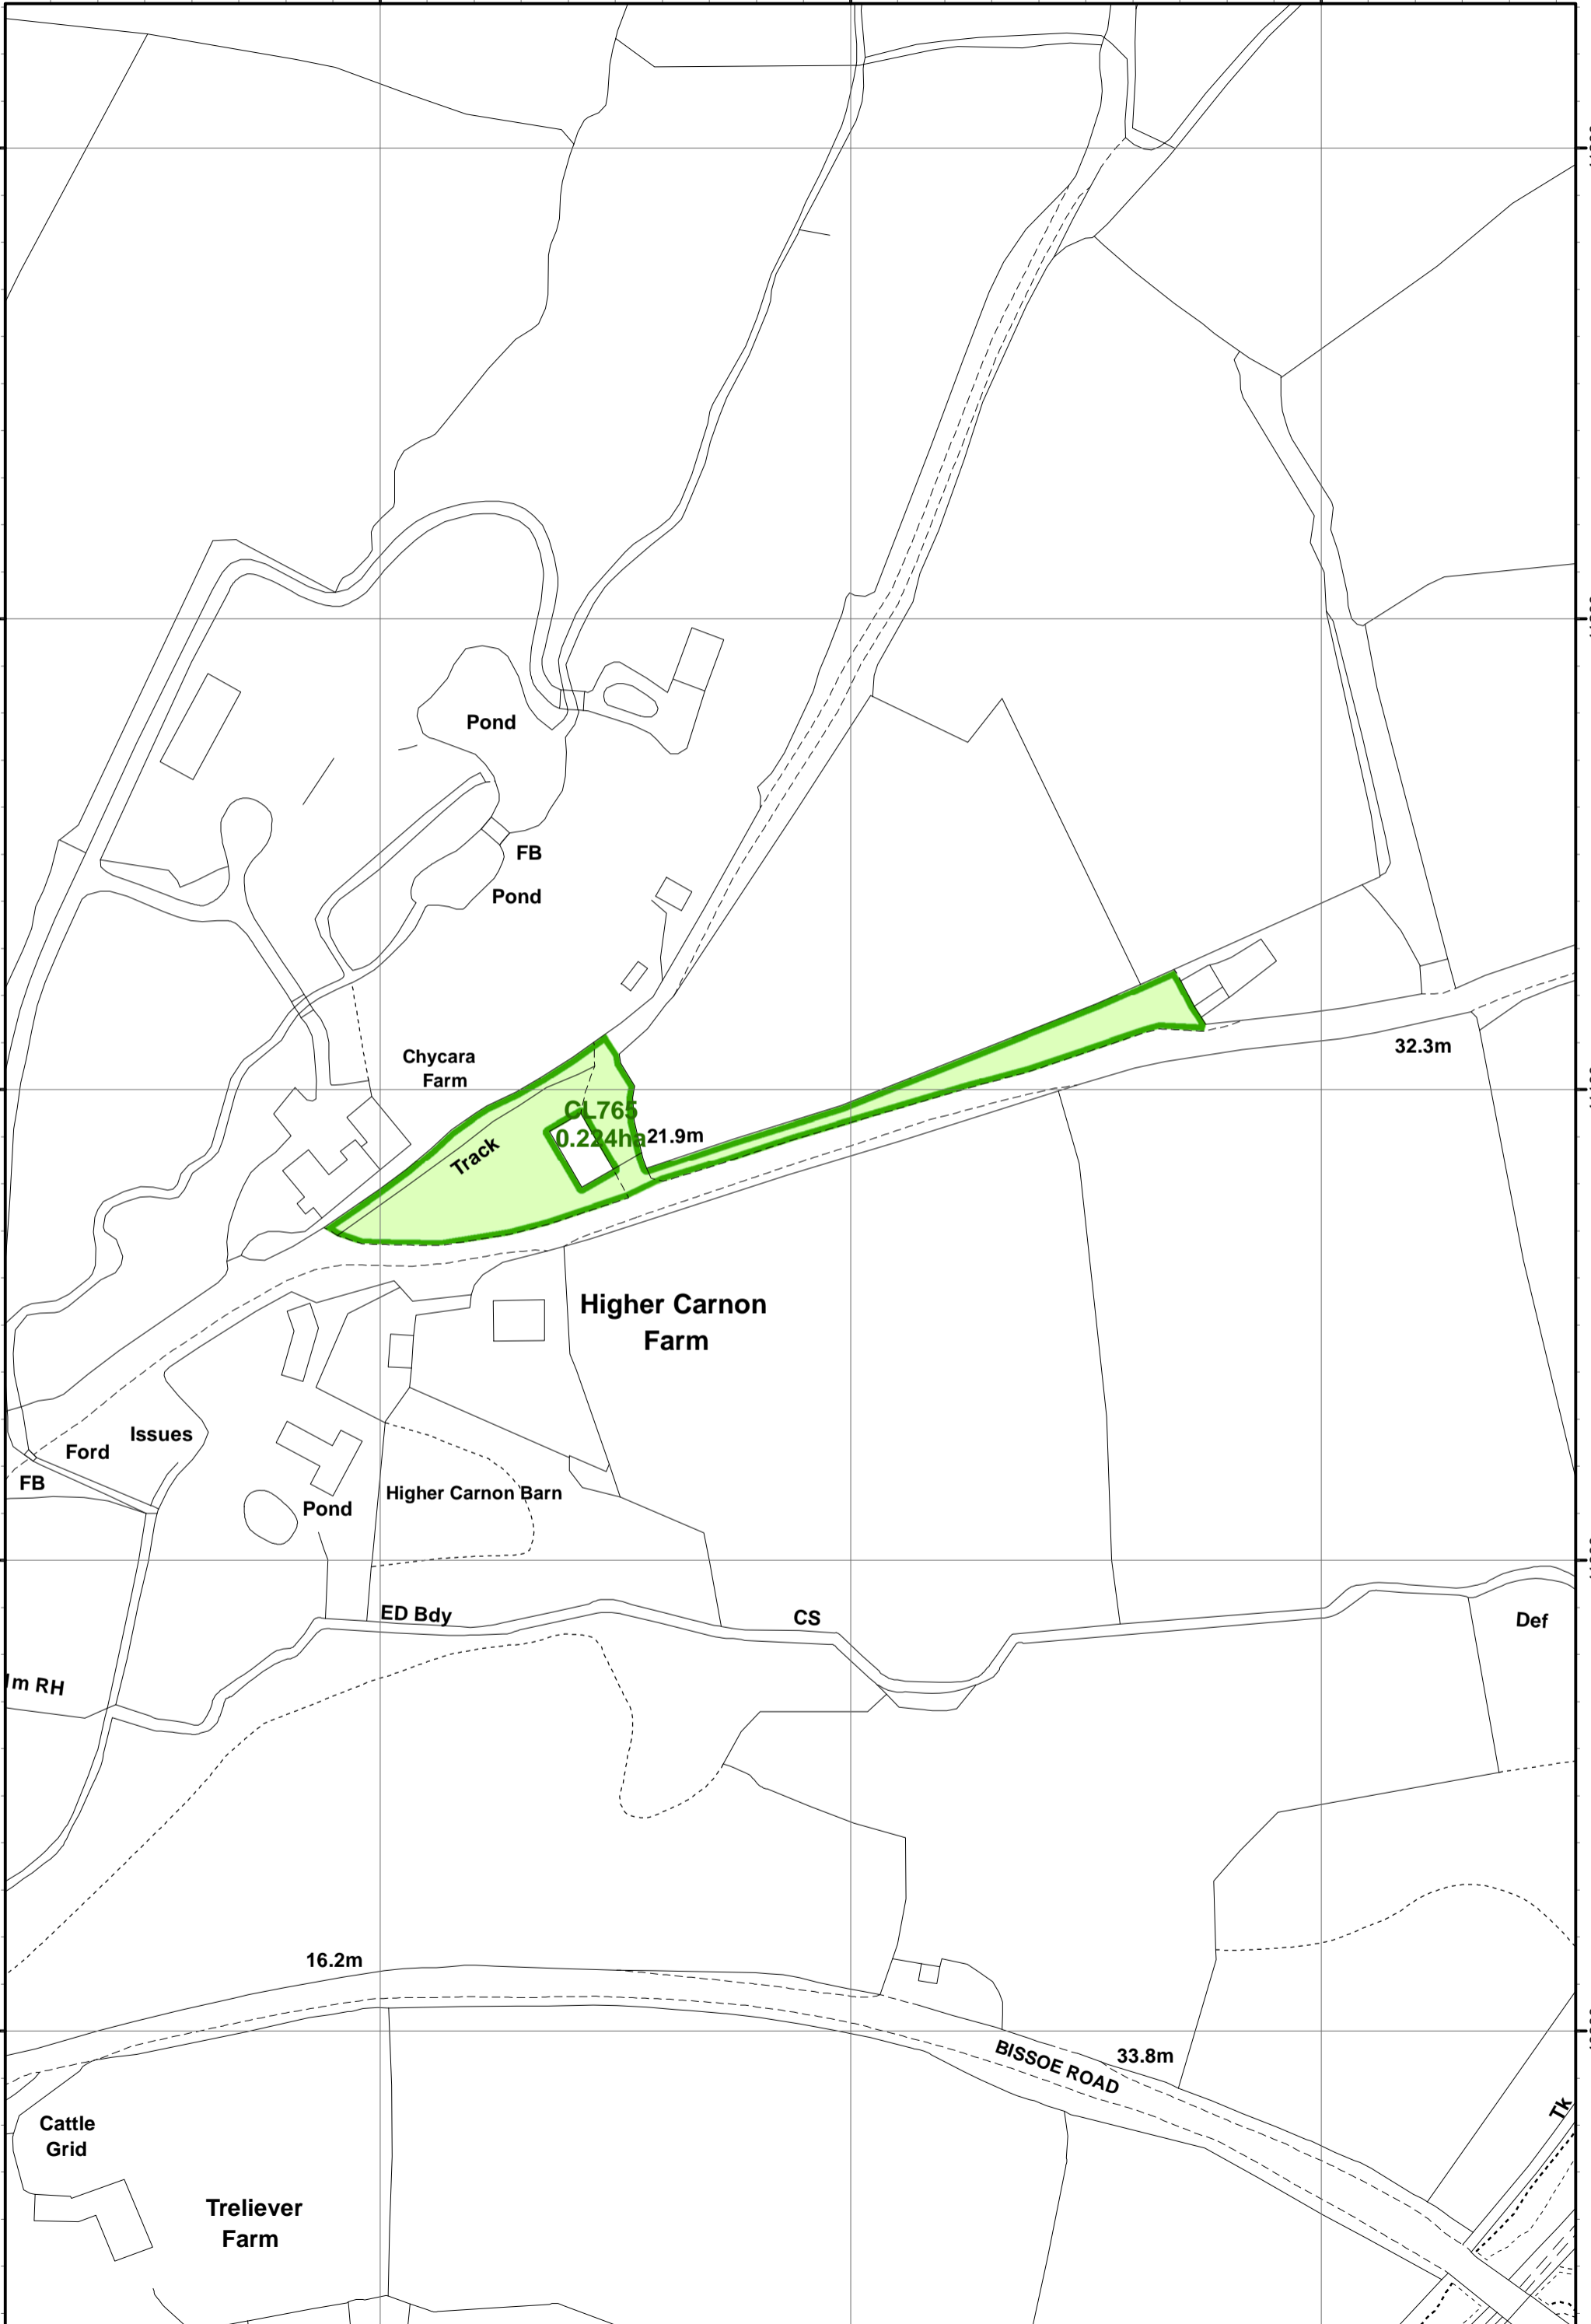 Pond
FB
Pond
Chycara
Farm
32.3m
CL765
0.224ha
21.9m
Track
Higher Carnon
Farm
Issues
Ford
FB
Higher Carnon Barn
Pond
ED Bdy
CS
Def
m RH
16.2m
BISSOE ROAD
33.8m
Tk
Cattle
Grid
Treliever
Farm